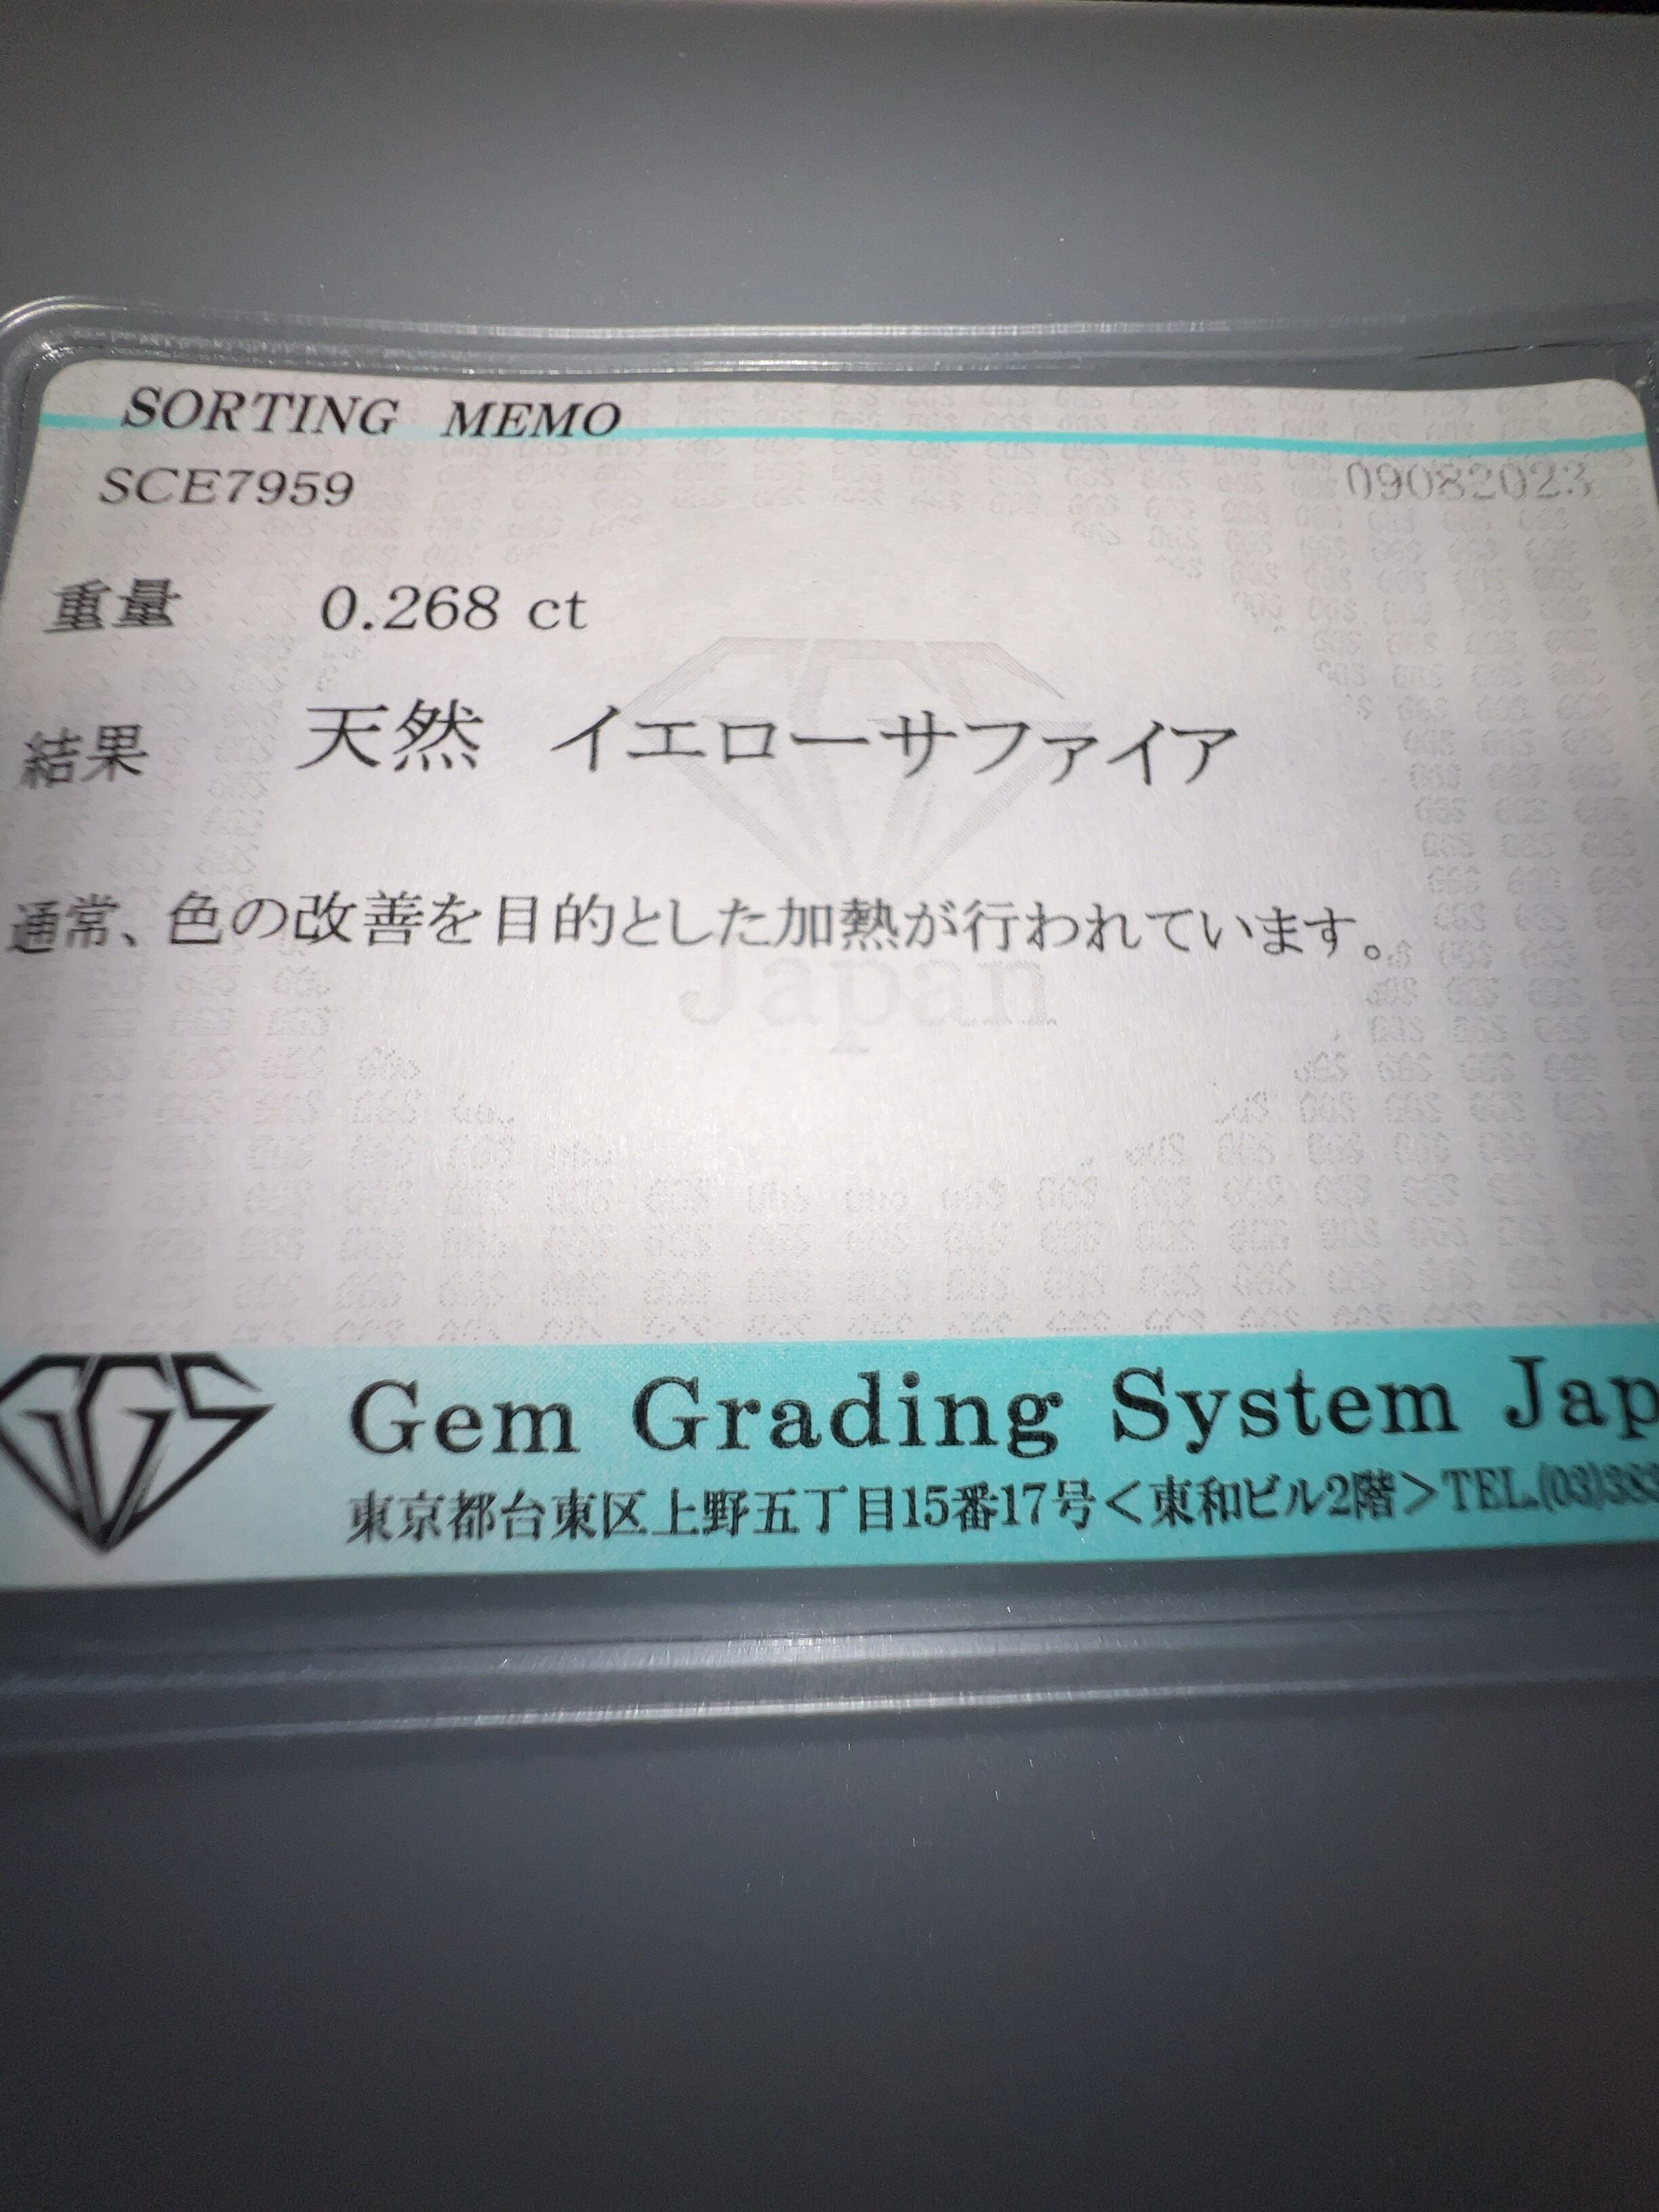 SORTING MEMO
SCE7959 09082023
重量 0.268 ct
結果 天然 イエローサファイア
通常、色の改善を目的とした加熱が行われています。
Japan
GGS
Gem Grading System Jap
東京都台東区上野五丁目15番17号<東和ビル2階>TEL.(03)383